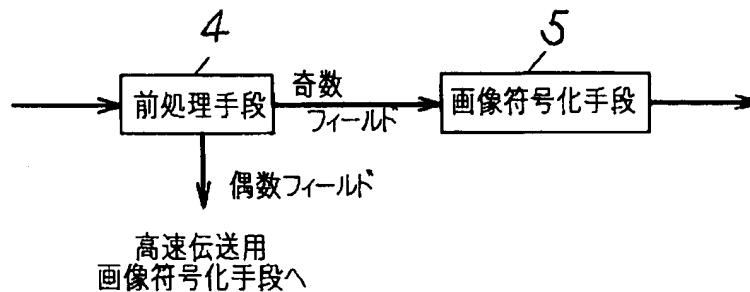 4
5
前処理手段
奇数
フィールド
画像符号化手段
偶数フィールド
高速伝送用
画像符号化手段へ